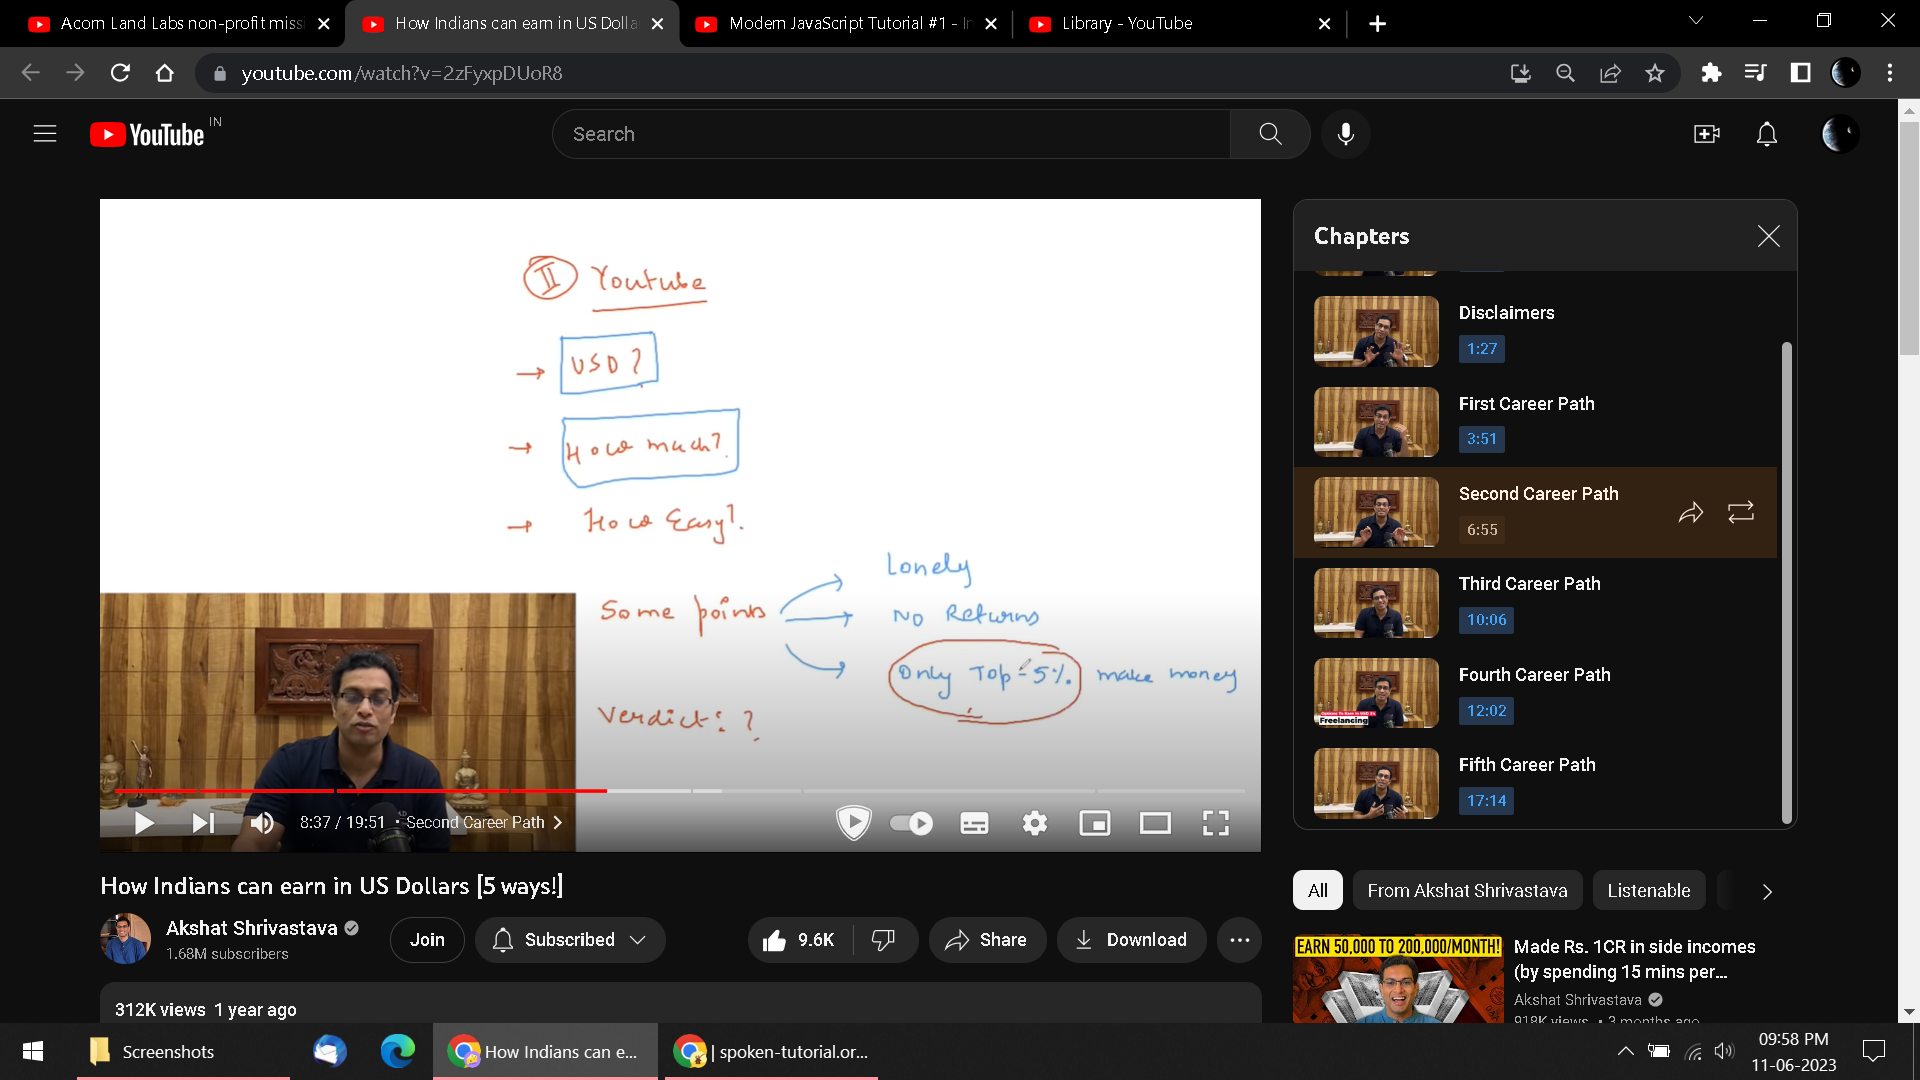 Acorn Land Labs non-profit miss
How Indians can earn in US Dolla
Modern JavaScript Tutorial #1 - In
Library - YouTube
youtube.com/watch?v=2zFyxpDUoR8
YouTube IN
Search
II Youtube
→ USD?
→ How much?
→ How Easy?.
Some points
Lonely
No Returns
Only Top 5%. make money
Verdict: ?
8:37 / 19:51 • Second Career Path
Chapters
Disclaimers
1:27
First Career Path
3:51
Second Career Path
6:55
Third Career Path
10:06
Fourth Career Path
12:02
Freelancing
Fifth Career Path
17:14
How Indians can earn in US Dollars [5 ways!]
Akshat Shrivastava
1.68M subscribers
Join
Subscribed
9.6K
Share
Download
312K views 1 year ago
All
From Akshat Shrivastava
Listenable
EARN 50,000 TO 200,000/MONTH!
Made Rs. 1CR in side incomes
(by spending 15 mins per...
Akshat Shrivastava
918K views • 3 months ago
Screenshots
How Indians can e...
| spoken-tutorial.or...
09:58 PM
11-06-2023